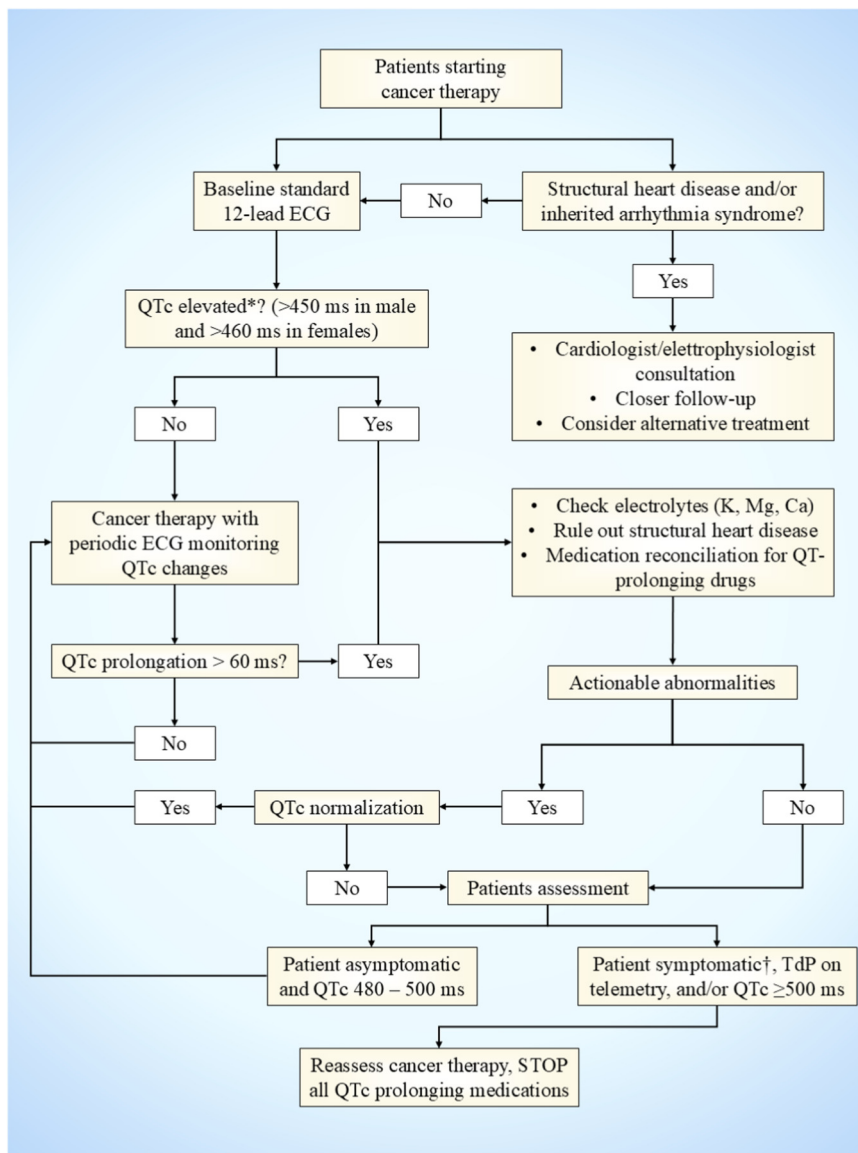 Patients starting
cancer therapy
Baseline standard
12-lead ECG
No
Structural heart disease and/or
inherited arrhythmia syndrome?
Yes
QTc elevated*? (>450 ms in male
and >460 ms in females)
• Cardiologist/elettrophysiologist
consultation
• Closer follow-up
• Consider alternative treatment
No
Yes
Cancer therapy with
periodic ECG monitoring
QTc changes
• Check electrolytes (K, Mg, Ca)
• Rule out structural heart disease
• Medication reconciliation for QT-
prolonging drugs
QTc prolongation > 60 ms?
Yes
Actionable abnormalities
No
Yes
QTc normalization
Yes
No
No
Patients assessment
Patient asymptomatic
and QTc 480 – 500 ms
Patient symptomatic†, TdP on
telemetry, and/or QTc ≥500 ms
Reassess cancer therapy, STOP
all QTc prolonging medications